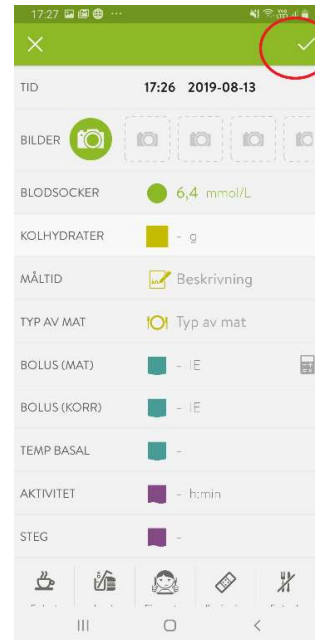 17:27
TID 17:26 2019-08-13
BILDER
BLODSOCKER 6,4 mmol/L
KOLHYDRATER - g
MÅLTID Beskrivning
TYP AV MAT Typ av mat
BOLUS (MAT) - IE
BOLUS (KORR) - IE
TEMP BASAL -
AKTIVITET - h:min
STEG -